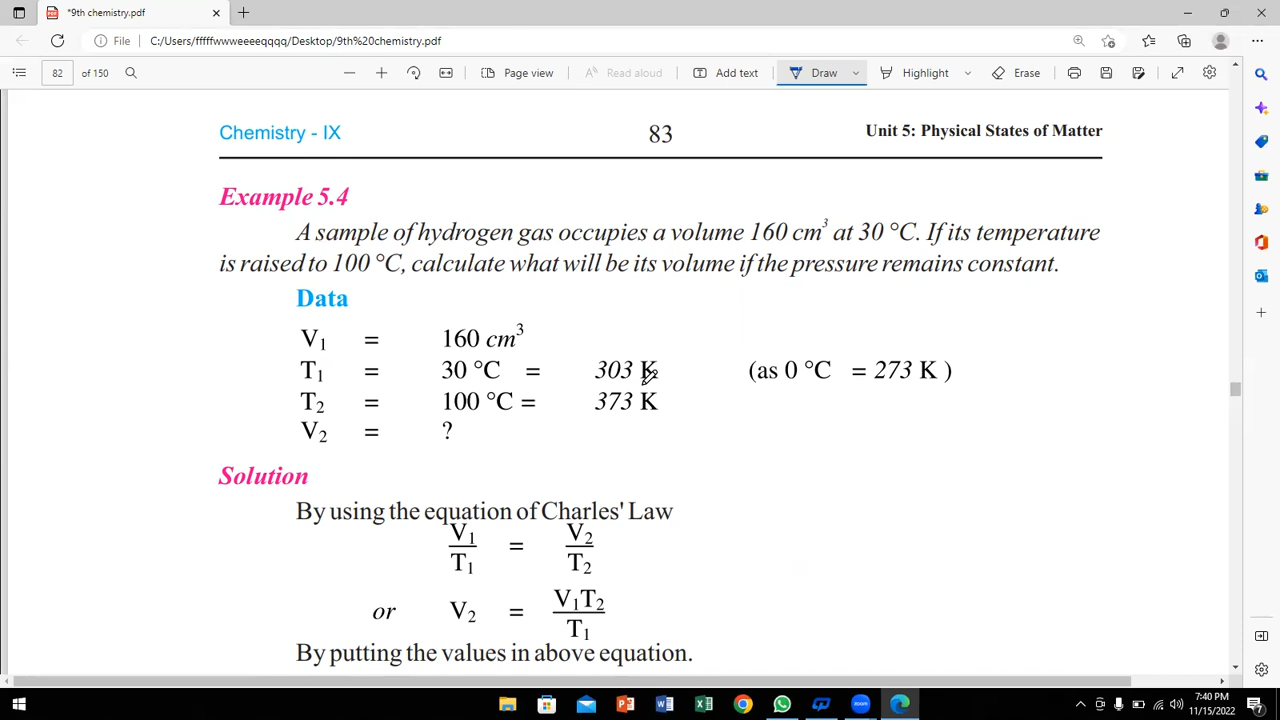 *9th chemistry.pdf
File C:/Users/fffffwwweeeeqqqq/Desktop/9th%20chemistry.pdf
82 of 150 Page view Read aloud Add text Draw Highlight Erase
Chemistry - IX 83 Unit 5: Physical States of Matter
Example 5.4
A sample of hydrogen gas occupies a volume 160 cm³ at 30 °C. If its temperature
is raised to 100 °C, calculate what will be its volume if the pressure remains constant.
Data
V₁ = 160 cm³
T₁ = 30 °C = 303 K (as 0 °C = 273 K )
T₂ = 100 °C = 373 K
V₂ = ?
Solution
By using the equation of Charles' Law
V₁ = V₂
T₁ T₂
or V₂ = V₁T₂
T₁
By putting the values in above equation.
7:40 PM
11/15/2022